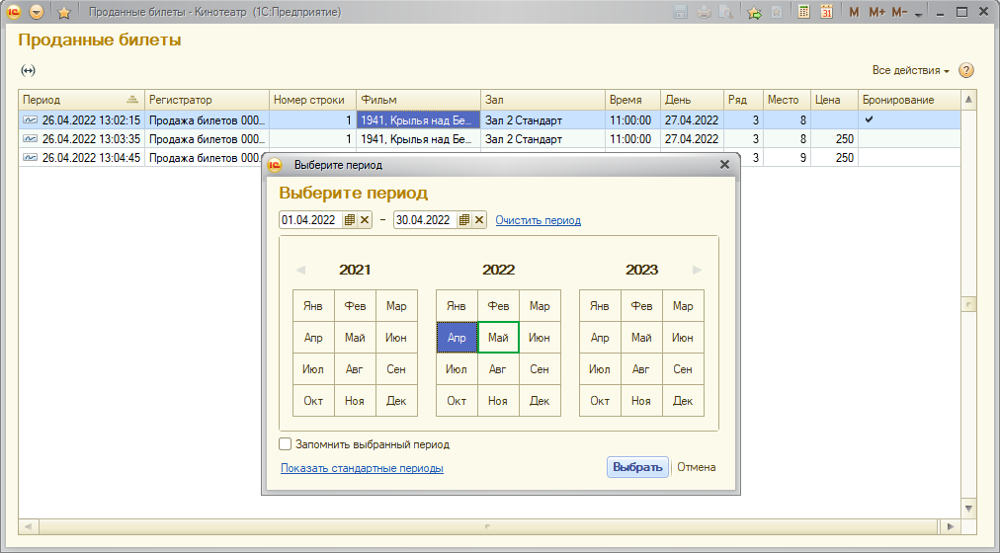 Проданные билеты - Кинотеатр (1С:Предприятие)
M M+ M-
Проданные билеты
Все действия
Период Регистратор Номер строки Фильм Зал Время День Ряд Место Цена Бронирование
26.04.2022 13:02:15 Продажа билетов 000... 1 1941, Крылья над Бе... Зал 2 Стандарт 11:00:00 27.04.2022 3 8
26.04.2022 13:03:35 Продажа билетов 000... 1 1941, Крылья над Бе... Зал 2 Стандарт 11:00:00 27.04.2022 3 8 250
26.04.2022 13:04:45 Продажа билетов 000... 3 9 250
Выберите период
Выберите период
01.04.2022 – 30.04.2022 Очистить период
2021 2022 2023
Янв Фев Мар Янв Фев Мар Янв Фев Мар
Апр Май Июн Апр Май Июн Апр Май Июн
Июл Авг Сен Июл Авг Сен Июл Авг Сен
Окт Ноя Дек Окт Ноя Дек Окт Ноя Дек
Запомнить выбранный период
Показать стандартные периоды Выбрать Отмена